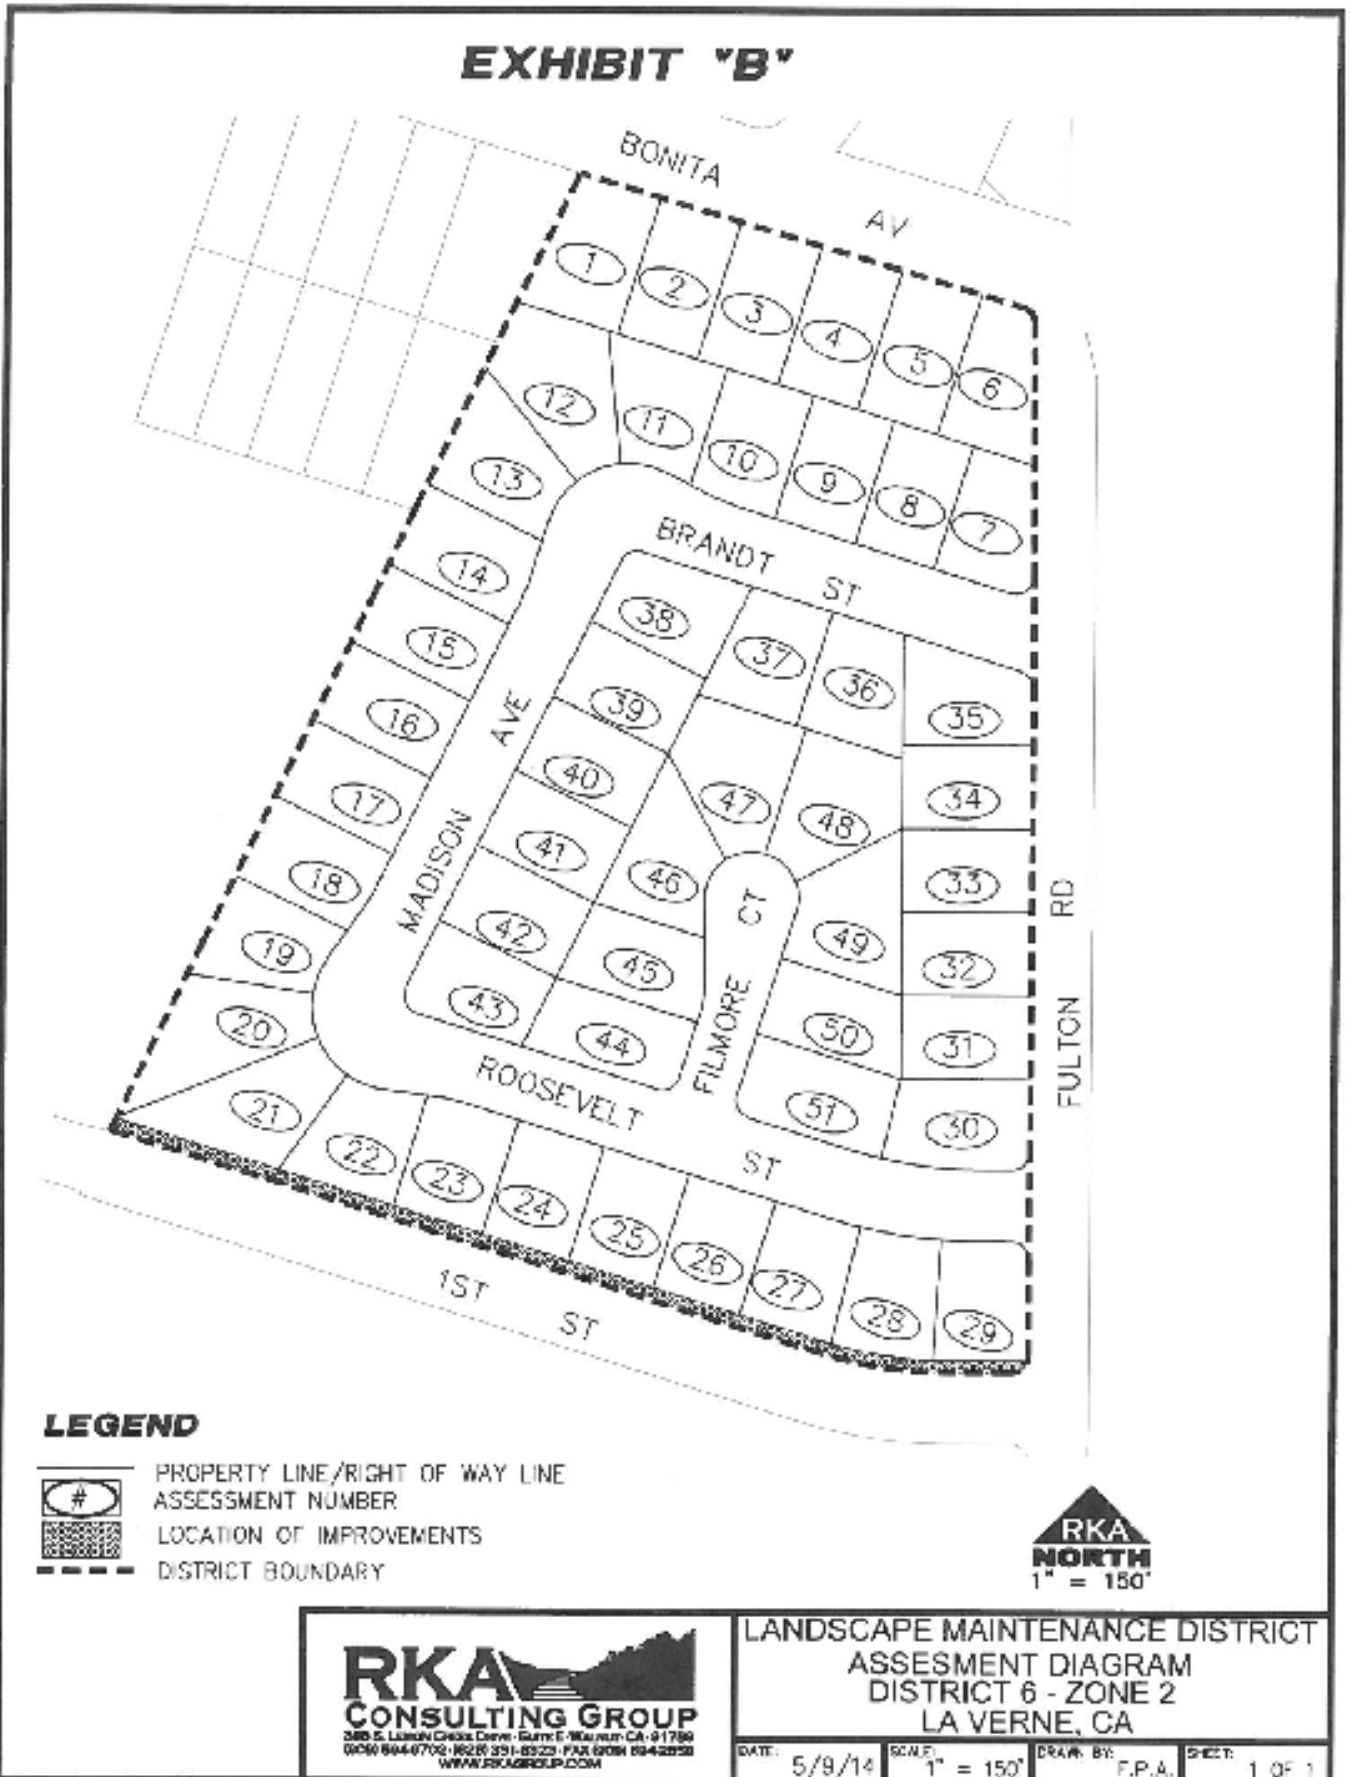 EXHIBIT "B"
BONITA AV
1
2
3
4
5
6
12
11
10
9
8
7
13
14
15
16
17
18
19
20
21
BRANDT ST
MADISON AVE
38
37
36
35
39
40
47
48
34
41
46
33
42
45
49
32
43
44
50
31
51
30
FILMORE CT
FULTON RD
ROOSEVELT ST
22
23
24
25
26
27
28
29
1ST ST
LEGEND
PROPERTY LINE/RIGHT OF WAY LINE
# ASSESSMENT NUMBER
LOCATION OF IMPROVEMENTS
DISTRICT BOUNDARY
RKA
NORTH
1" = 150'
RKA
CONSULTING GROUP
WWW.RKAGROUP.COM
LANDSCAPE MAINTENANCE DISTRICT
ASSESMENT DIAGRAM
DISTRICT 6 - ZONE 2
LA VERNE, CA
DATE: 5/9/14
SCALE: 1" = 150'
DRAWN BY: F.P.A.
SHEET: 1 OF 1